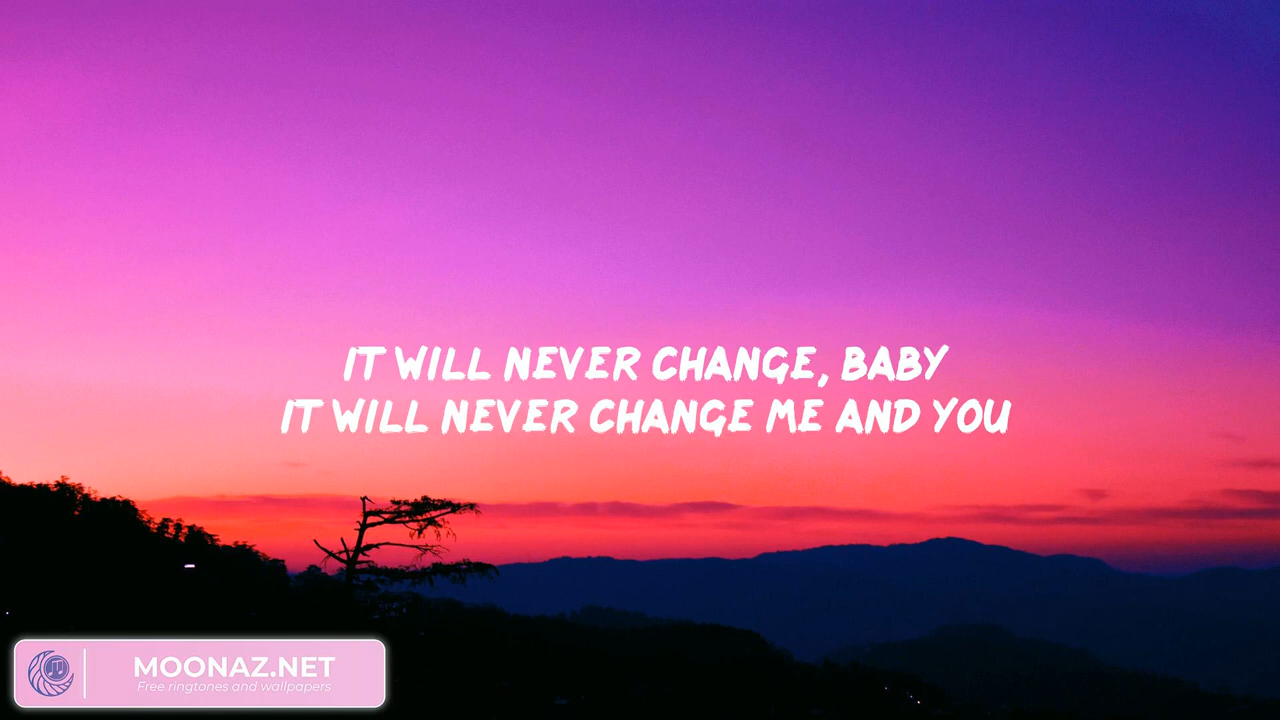 IT WILL NEVER CHANGE, BABY
IT WILL NEVER CHANGE ME AND YOU
MOONAZ.NET
Free ringtones and wallpapers